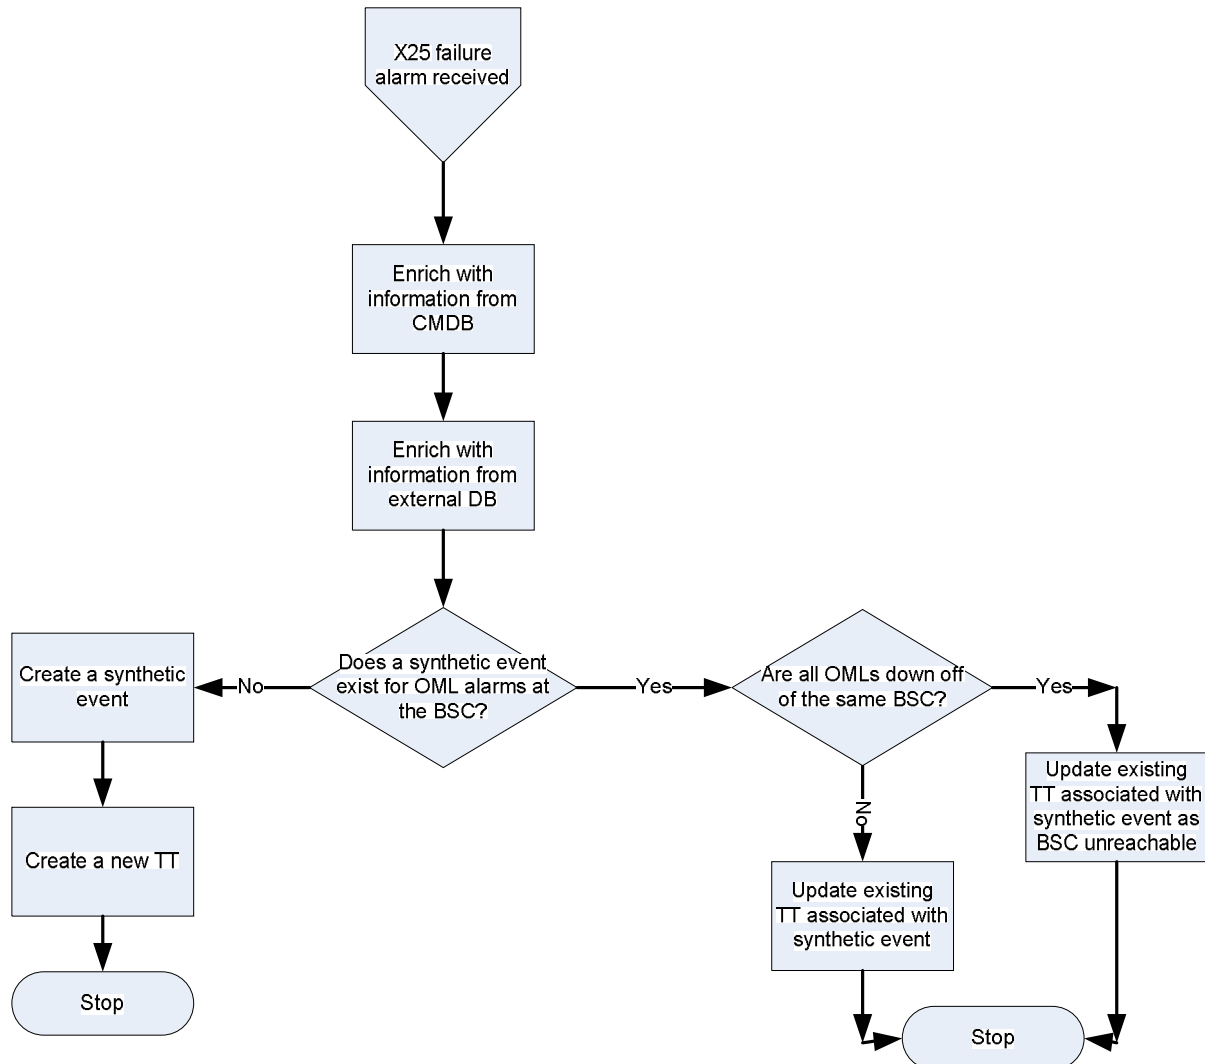 X25 failure
alarm received
Enrich with
information from
CMDB
Enrich with
information from
external DB
Does a synthetic event
exist for OML alarms at
the BSC?
No
Create a synthetic
event
Create a new TT
Stop
Yes
Are all OMLs down off
of the same BSC?
Yes
Update existing
TT associated with
synthetic event as
BSC unreachable
No
Update existing
TT associated with
synthetic event
Stop